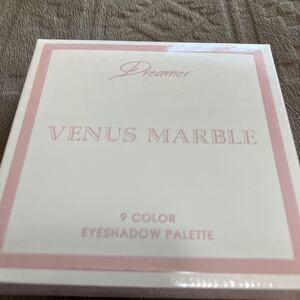 Dreamer
VENUS MARBLE
9 COLOR
EYESHADOW PALETTE